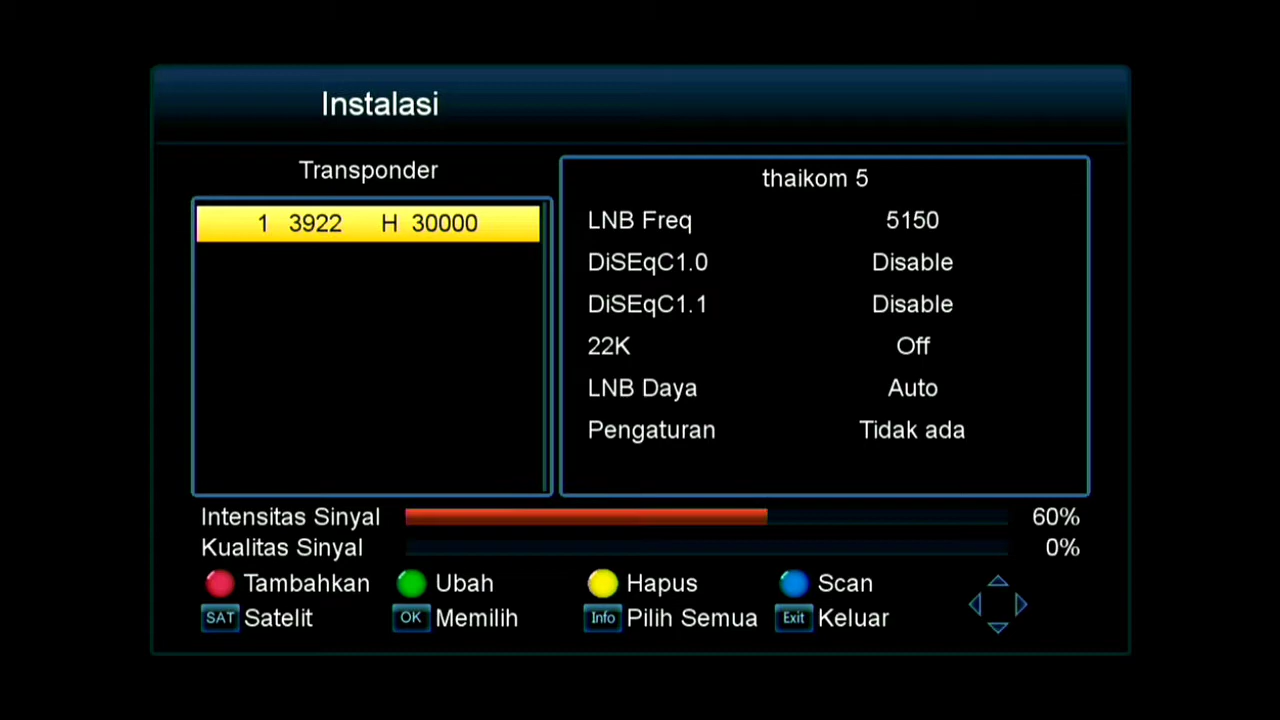 Instalasi
Transponder
1 3922 H 30000
thaikom 5
LNB Freq 5150
DiSEqC1.0 Disable
DiSEqC1.1 Disable
22K Off
LNB Daya Auto
Pengaturan Tidak ada
Intensitas Sinyal 60%
Kualitas Sinyal 0%
Tambahkan Ubah Hapus Scan
SAT Satelit OK Memilih Info Pilih Semua Exit Keluar